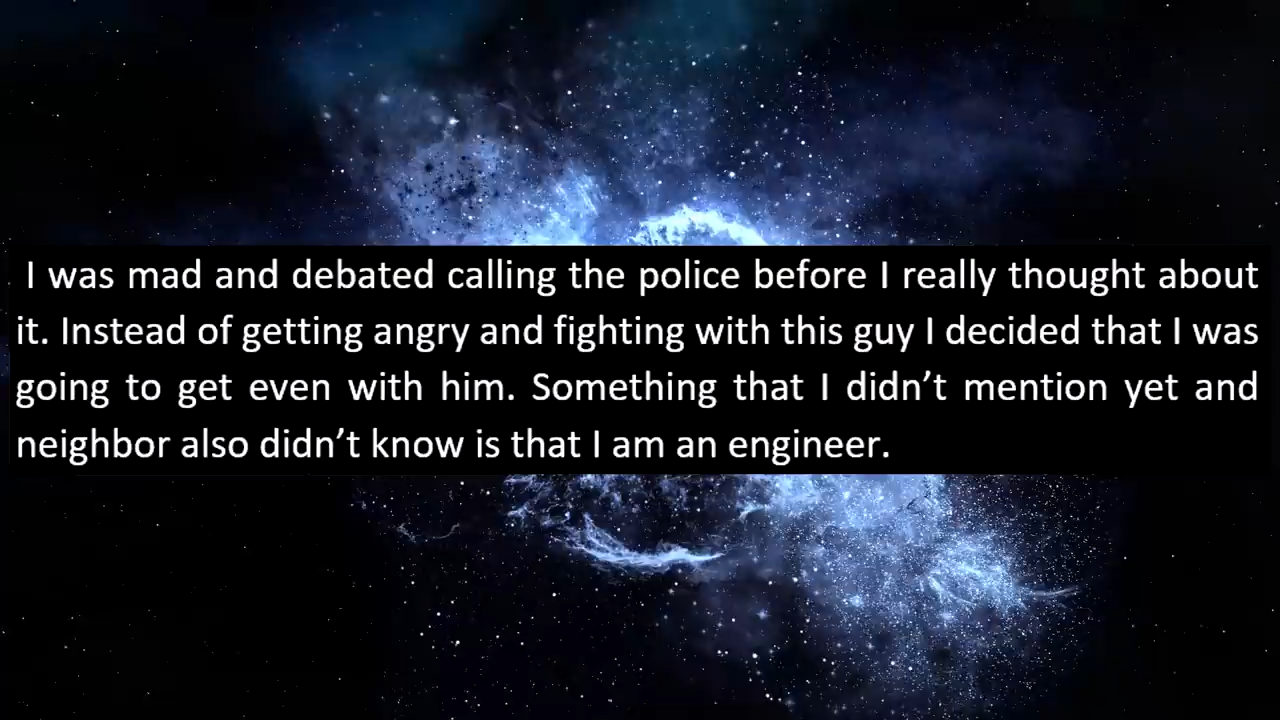 I was mad and debated calling the police before I really thought about
it. Instead of getting angry and fighting with this guy I decided that I was
going to get even with him. Something that I didn’t mention yet and
neighbor also didn’t know is that I am an engineer.